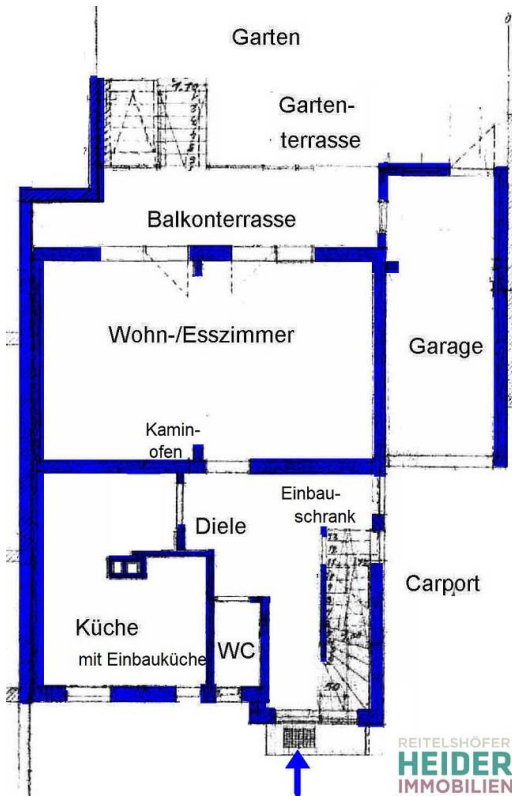 Garten
Garten-
terrasse
Balkonterrasse
Wohn-/Esszimmer
Garage
Kamin-
ofen
Einbau-
schrank
Diele
Carport
Küche
mit Einbauküche
WC
REITELSHÖFER
HEIDER
IMMOBILIEN